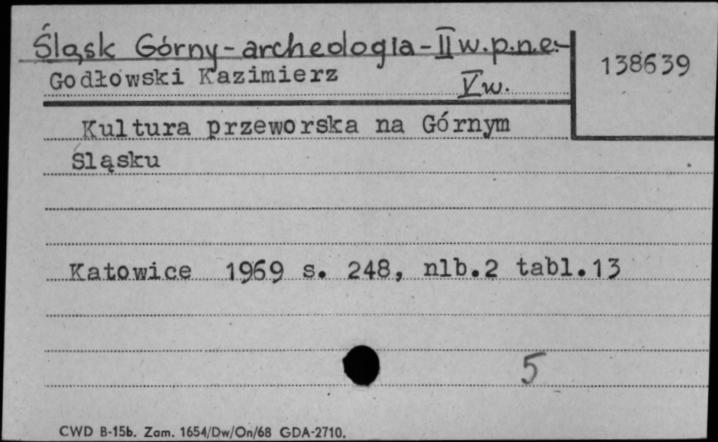 Śląsk Górny - archeologia - II w.p.n.e.-
138639
Godłowski Kazimierz
V w.
Kultura przeworska na Górnym
Śląsku
Katowice 1969 s. 248, nlb.2 tabl.13
5
CWD B-15b. Zam. 1654/Dw/On/68 GDA-2710.